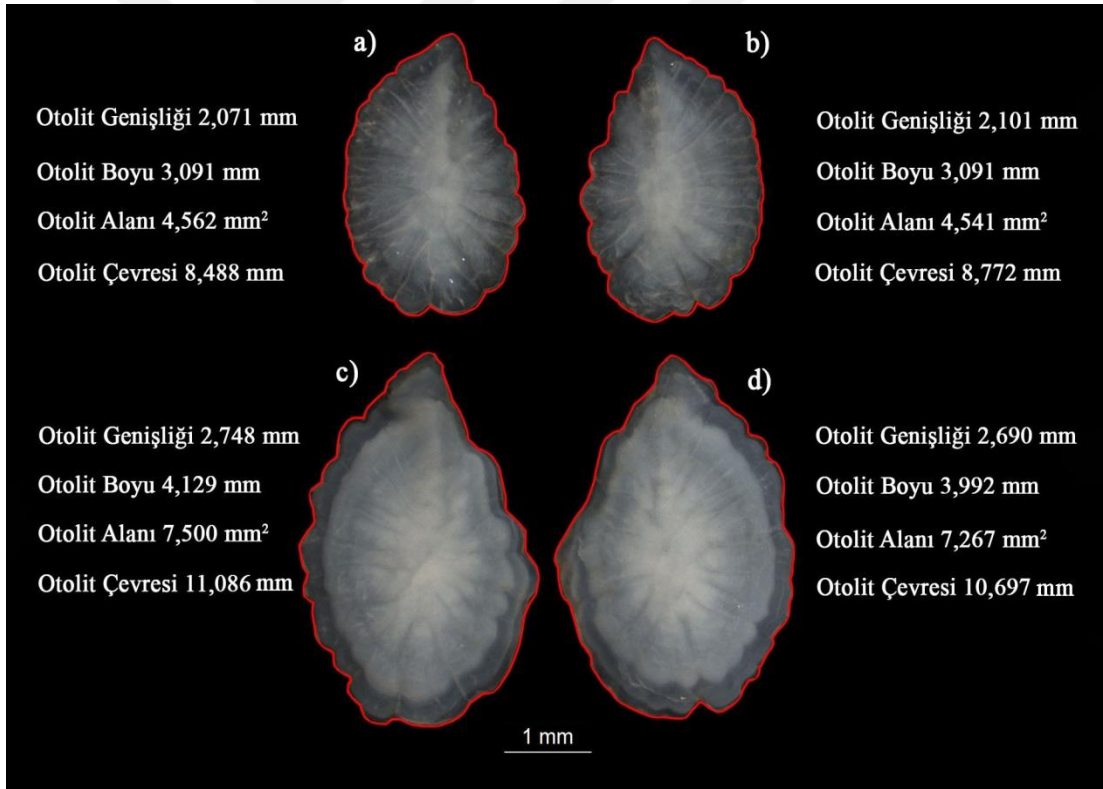 a)
Otolit Genişliği 2,071 mm
Otolit Boyu 3,091 mm
Otolit Alanı 4,562 mm²
Otolit Çevresi 8,488 mm
b)
Otolit Genişliği 2,101 mm
Otolit Boyu 3,091 mm
Otolit Alanı 4,541 mm²
Otolit Çevresi 8,772 mm
c)
Otolit Genişliği 2,748 mm
Otolit Boyu 4,129 mm
Otolit Alanı 7,500 mm²
Otolit Çevresi 11,086 mm
d)
Otolit Genişliği 2,690 mm
Otolit Boyu 3,992 mm
Otolit Alanı 7,267 mm²
Otolit Çevresi 10,697 mm
1 mm